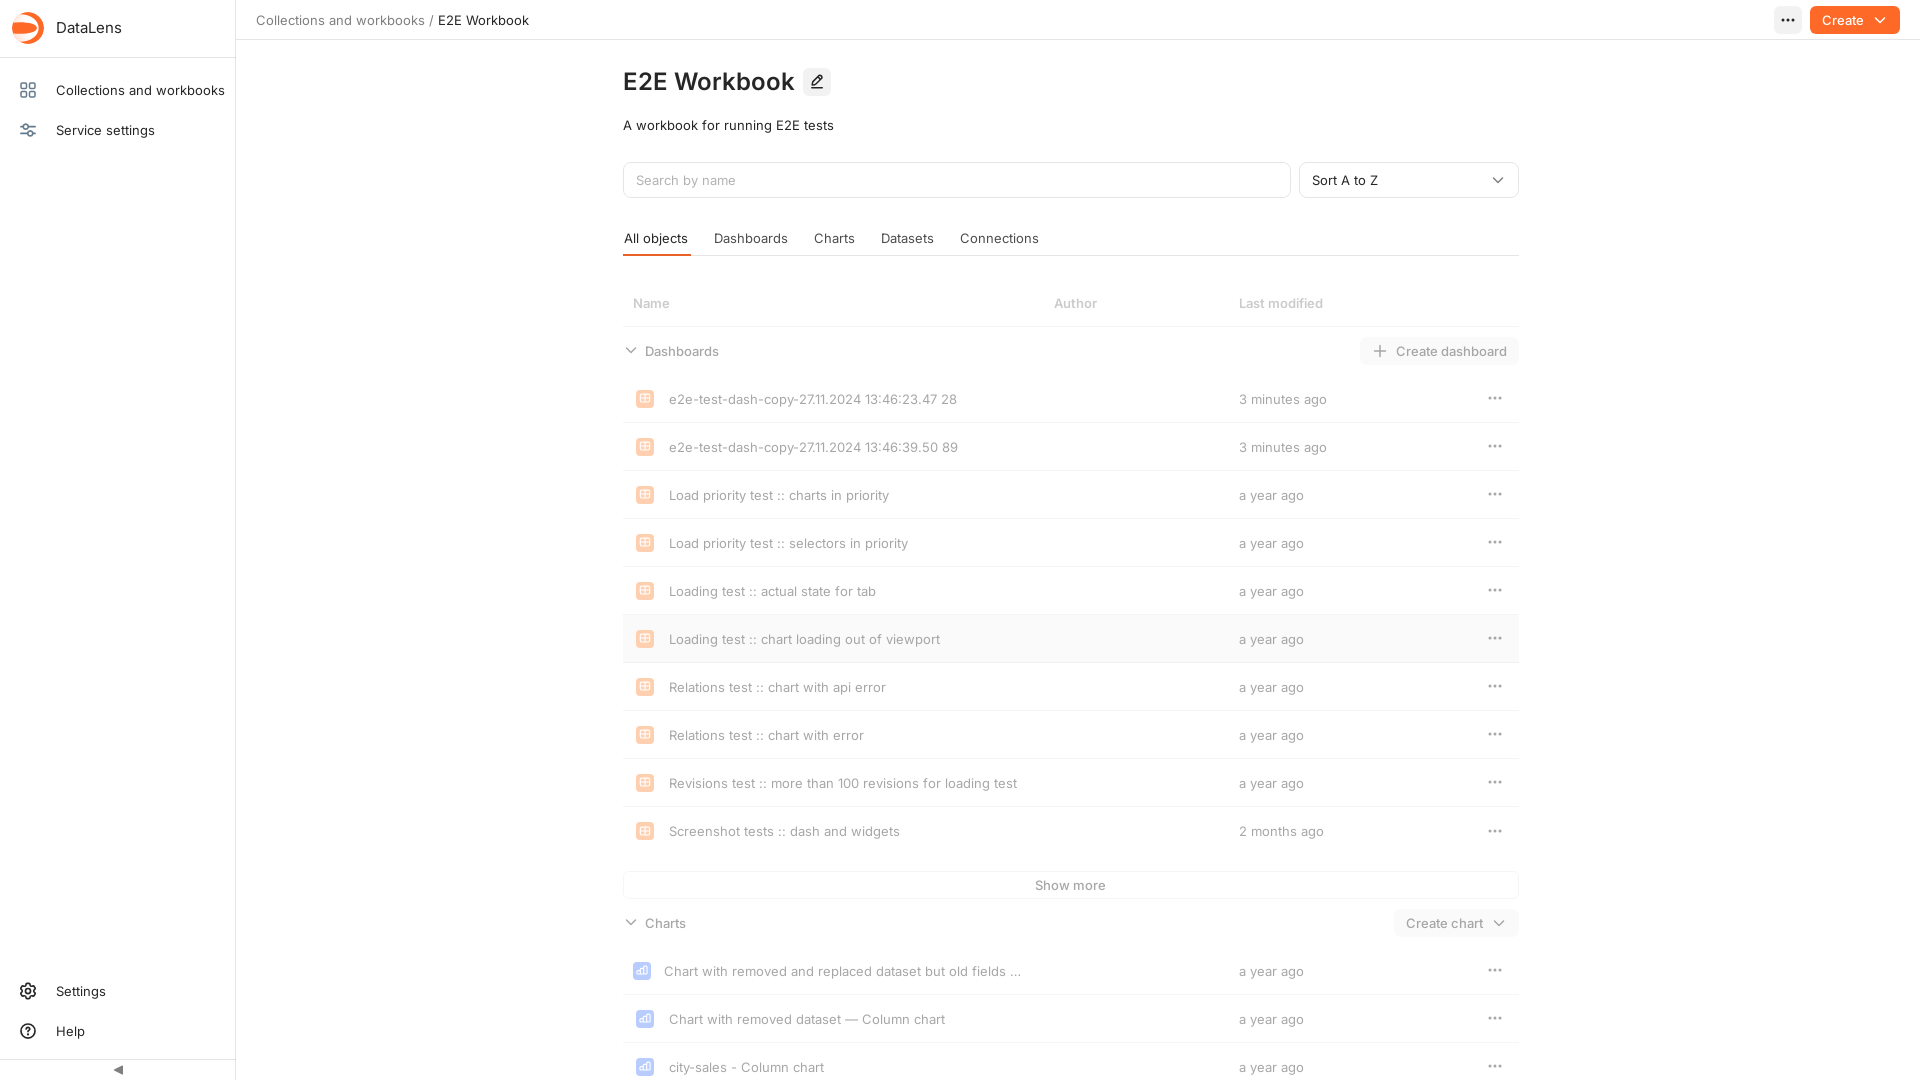 DataLens
Collections and workbooks / E2E Workbook
Create
Collections and workbooks
Service settings
E2E Workbook
A workbook for running E2E tests
Search by name
Sort A to Z
All objects Dashboards Charts Datasets Connections
Name Author Last modified
Dashboards Create dashboard
e2e-test-dash-copy-27.11.2024 13:46:23.47 28 3 minutes ago
e2e-test-dash-copy-27.11.2024 13:46:39.50 89 3 minutes ago
Load priority test :: charts in priority a year ago
Load priority test :: selectors in priority a year ago
Loading test :: actual state for tab a year ago
Loading test :: chart loading out of viewport a year ago
Relations test :: chart with api error a year ago
Relations test :: chart with error a year ago
Revisions test :: more than 100 revisions for loading test a year ago
Screenshot tests :: dash and widgets 2 months ago
Show more
Charts Create chart
Chart with removed and replaced dataset but old fields ... a year ago
Chart with removed dataset — Column chart a year ago
city-sales - Column chart a year ago
Settings
Help